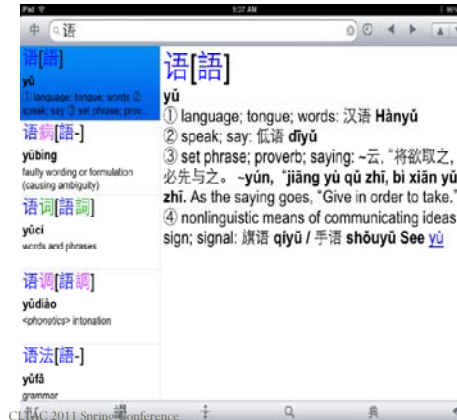 iPad
9:37 AM
中
语
语[語]
yǔ
① language; tongue; words ②
speak; say ③ set phrase; prov...
语病[語-]
yǔbìng
faulty wording or formulation
(causing ambiguity)
语词[語詞]
yǔcí
words and phrases
语调[語調]
yǔdiào
<phonetics> intonation
语法[語-]
yǔfǎ
grammar
语[語]
yǔ
① language; tongue; words: 汉语 Hànyǔ
② speak; say: 低语 dīyǔ
③ set phrase; proverb; saying: ~云, “将欲取之,
必先与之。 ~yún, “jiāng yù qǔ zhī, bì xiān yǔ
zhī. As the saying goes, “Give in order to take.”
④ nonlinguistic means of communicating ideas
sign; signal: 旗语 qíyǔ / 手语 shǒuyǔ See yù
CLTAC 2011 Spring Conference
典